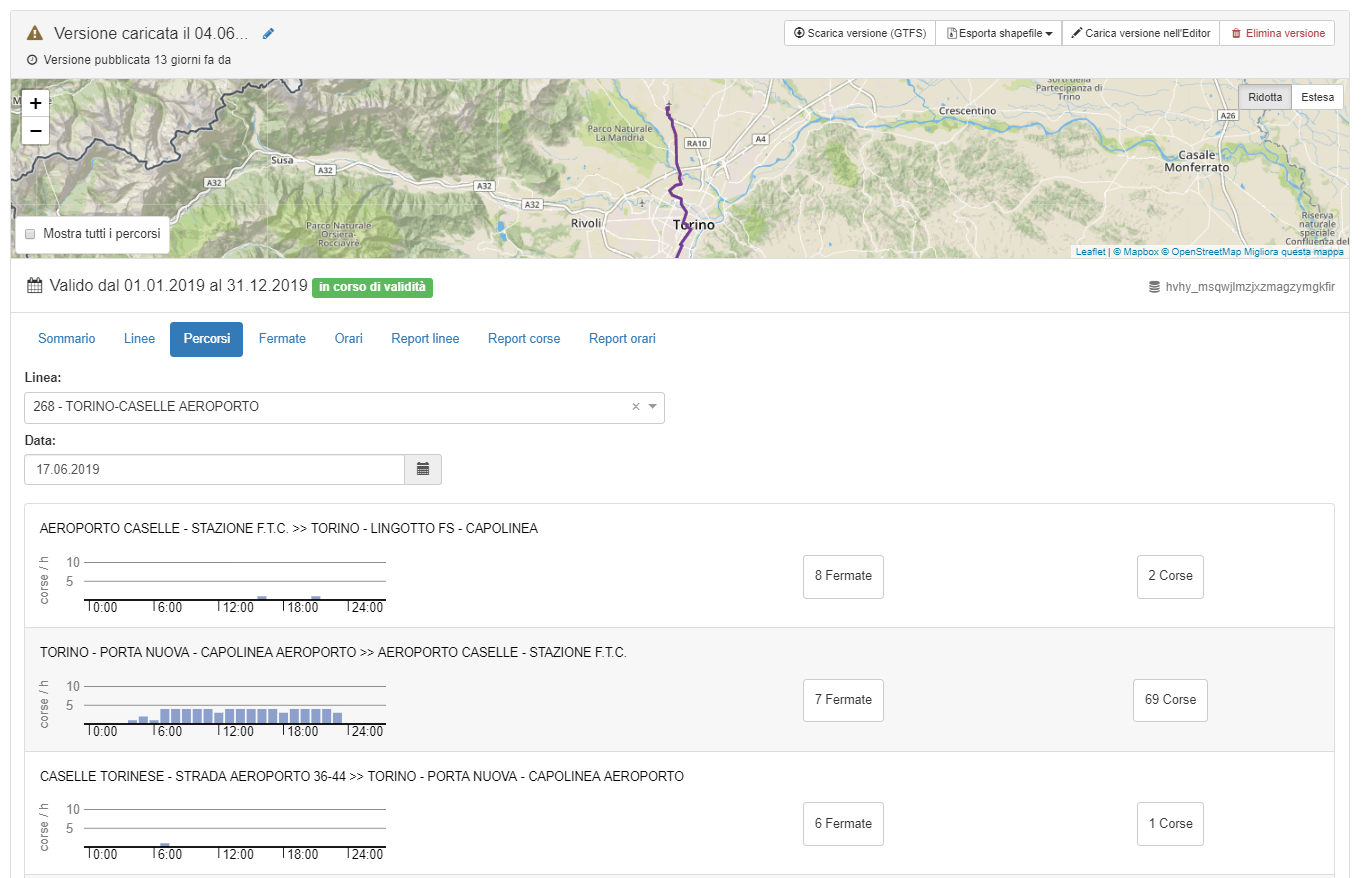 Versione caricata il 04.06...
Scarica versione (GTFS)
Esporta shapefile
Carica versione nell'Editor
Elimina versione
Versione pubblicata 13 giorni fa da
+
−
Ridotta
Estesa
Partecipanza di
Trino
Crescentino
A26
Parco Naturale
La Mandria
RA10
A4
Casale
Monferrato
Susa
A32
A32
A32
A32
Rivoli
Torino
Parco Naturale
Orsiera-
Rocciavrè
Riserva
naturale
speciale
Confluenza del
Mostra tutti i percorsi
Leaflet | © Mapbox © OpenStreetMap Migliora questa mappa
Valido dal 01.01.2019 al 31.12.2019 in corso di validità
hvhy_msqwjlmzjxzmagzymgkfir
Sommario
Linee
Percorsi
Fermate
Orari
Report linee
Report corse
Report orari
Linea:
268 - TORINO-CASELLE AEROPORTO
×
Data:
17.06.2019
AEROPORTO CASELLE - STAZIONE F.T.C. >> TORINO - LINGOTTO FS - CAPOLINEA
corse / h
10
5
0:00 6:00 12:00 18:00 24:00
8 Fermate
2 Corse
TORINO - PORTA NUOVA - CAPOLINEA AEROPORTO >> AEROPORTO CASELLE - STAZIONE F.T.C.
corse / h
10
5
0:00 6:00 12:00 18:00 24:00
7 Fermate
69 Corse
CASELLE TORINESE - STRADA AEROPORTO 36-44 >> TORINO - PORTA NUOVA - CAPOLINEA AEROPORTO
corse / h
10
5
0:00 6:00 12:00 18:00 24:00
6 Fermate
1 Corse